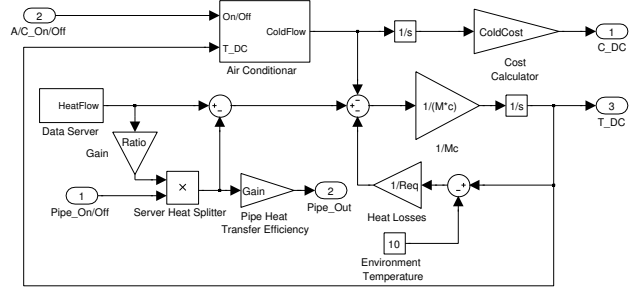 2
A/C_On/Off
On/Off
T_DC
ColdFlow
Air Conditionar
1/s
ColdCost
Cost
Calculator
1
C_DC
HeatFlow
Data Server
Ratio
Gain
+
−
+
−
−
1/(M*c)
1/Mc
1/s
3
T_DC
1
Pipe_On/Off
×
Server Heat Splitter
Gain
Pipe Heat
Transfer Efficiency
2
Pipe_Out
1/Req
Heat Losses
−
+
10
Environment
Temperature